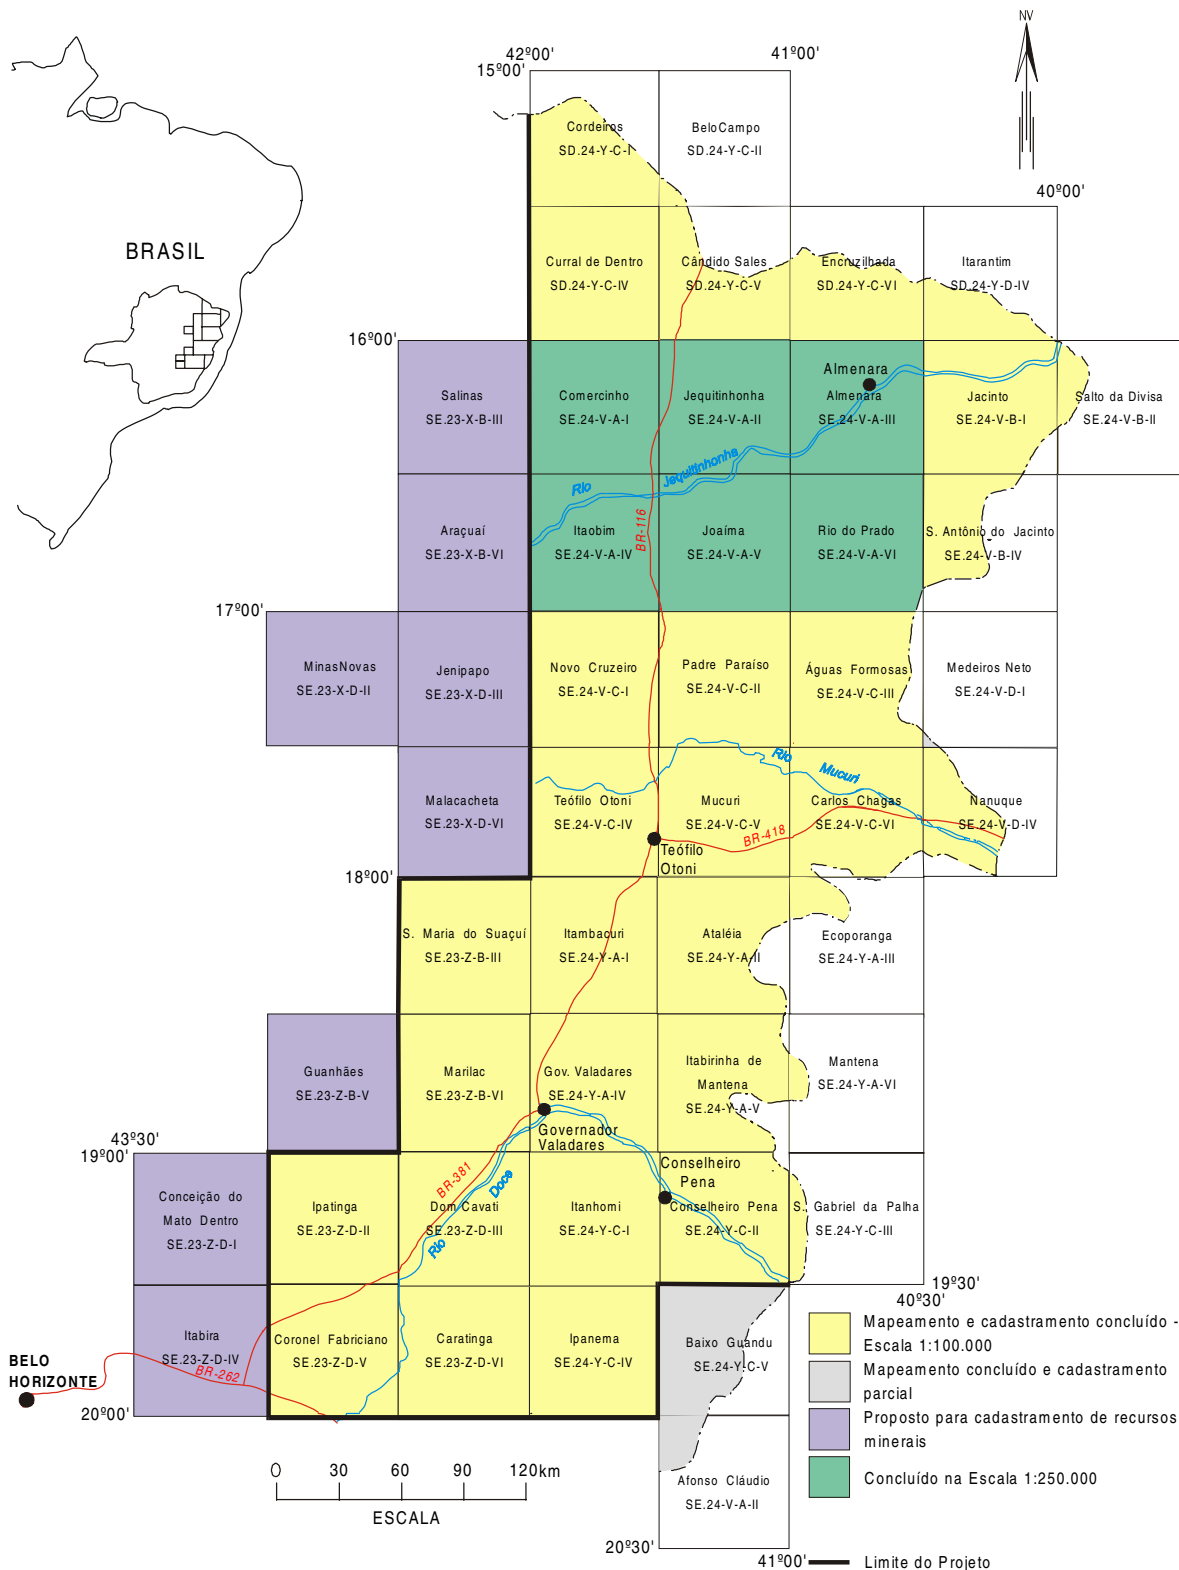 NV
42º00'
41º00'
15º00'
Cordeiros
SD.24-Y-C-I
BeloCampo
SD.24-Y-C-II
40º00'
BRASIL
Curral de Dentro
SD.24-Y-C-IV
Cândido Sales
SD.24-Y-C-V
Encruzilhada
SD.24-Y-C-VI
Itarantim
SD.24-Y-D-IV
16º00'
Salinas
SE.23-X-B-III
Comercinho
SE.24-V-A-I
Jequitinhonha
SE.24-V-A-II
Almenara
Almenara
SE.24-V-A-III
Jacinto
SE.24-V-B-I
Salto da Divisa
SE.24-V-B-II
Rio Jequitinhonha
BR-116
Araçuaí
SE.23-X-B-VI
Itaobim
SE.24-V-A-IV
Joaíma
SE.24-V-A-V
Rio do Prado
SE.24-V-A-VI
S. Antônio do Jacinto
SE.24-V-B-IV
17º00'
MinasNovas
SE.23-X-D-II
Jenipapo
SE.23-X-D-III
Novo Cruzeiro
SE.24-V-C-I
Padre Paraíso
SE.24-V-C-II
Águas Formosas
SE.24-V-C-III
Medeiros Neto
SE.24-V-D-I
Rio Mucuri
Malacacheta
SE.23-X-D-VI
Teófilo Otoni
SE.24-V-C-IV
Mucuri
SE.24-V-C-V
Carlos Chagas
SE.24-V-C-VI
Nanuque
SE.24-V-D-IV
BR-418
Teófilo
Otoni
18º00'
S. Maria do Suaçuí
SE.23-Z-B-III
Itambacuri
SE.24-Y-A-I
Ataléia
SE.24-Y-A-II
Ecoporanga
SE.24-Y-A-III
Guanhães
SE.23-Z-B-V
Marilac
SE.23-Z-B-VI
Gov. Valadares
SE.24-Y-A-IV
Itabirinha de
Mantena
SE.24-Y-A-V
Mantena
SE.24-Y-A-VI
Governador
Valadares
43º30'
19º00'
BR-381
Rio Doce
Conselheiro
Pena
Conceição do
Mato Dentro
SE.23-Z-D-I
Ipatinga
SE.23-Z-D-II
Dom Cavati
SE.23-Z-D-III
Itanhomi
SE.24-Y-C-I
Conselheiro Pena
SE.24-Y-C-II
S. Gabriel da Palha
SE.24-Y-C-III
19º30'
40º30'
Itabira
SE.23-Z-D-IV
Coronel Fabriciano
SE.23-Z-D-V
Caratinga
SE.23-Z-D-VI
Ipanema
SE.24-Y-C-IV
Baixo Guandu
SE.24-Y-C-V
BELO
HORIZONTE
BR-262
20º00'
Afonso Cláudio
SE.24-V-A-II
20º30'
41º00'
0 30 60 90 120km
ESCALA
Mapeamento e cadastramento concluído -
Escala 1:100.000
Mapeamento concluído e cadastramento
parcial
Proposto para cadastramento de recursos
minerais
Concluído na Escala 1:250.000
Limite do Projeto